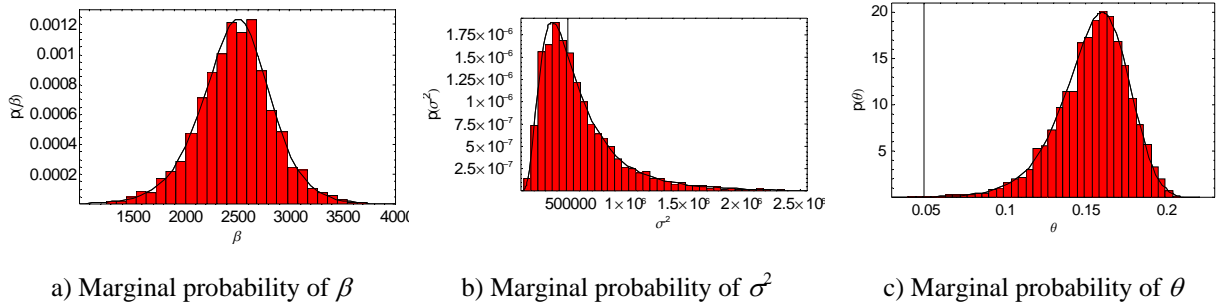 0.0012
0.001
0.0008
0.0006
0.0004
0.0002
p(β)
1500 2000 2500 3000 3500 4000
β
1.75×10⁻⁶
1.5×10⁻⁶
1.25×10⁻⁶
1×10⁻⁶
7.5×10⁻⁷
5×10⁻⁷
2.5×10⁻⁷
p(σ²)
500000 1×10⁶ 1.5×10⁶ 2×10⁶ 2.5×10⁶
σ²
20
15
10
5
p(θ)
0.05 0.1 0.15 0.2
θ
a) Marginal probability of β
b) Marginal probability of σ²
c) Marginal probability of θ